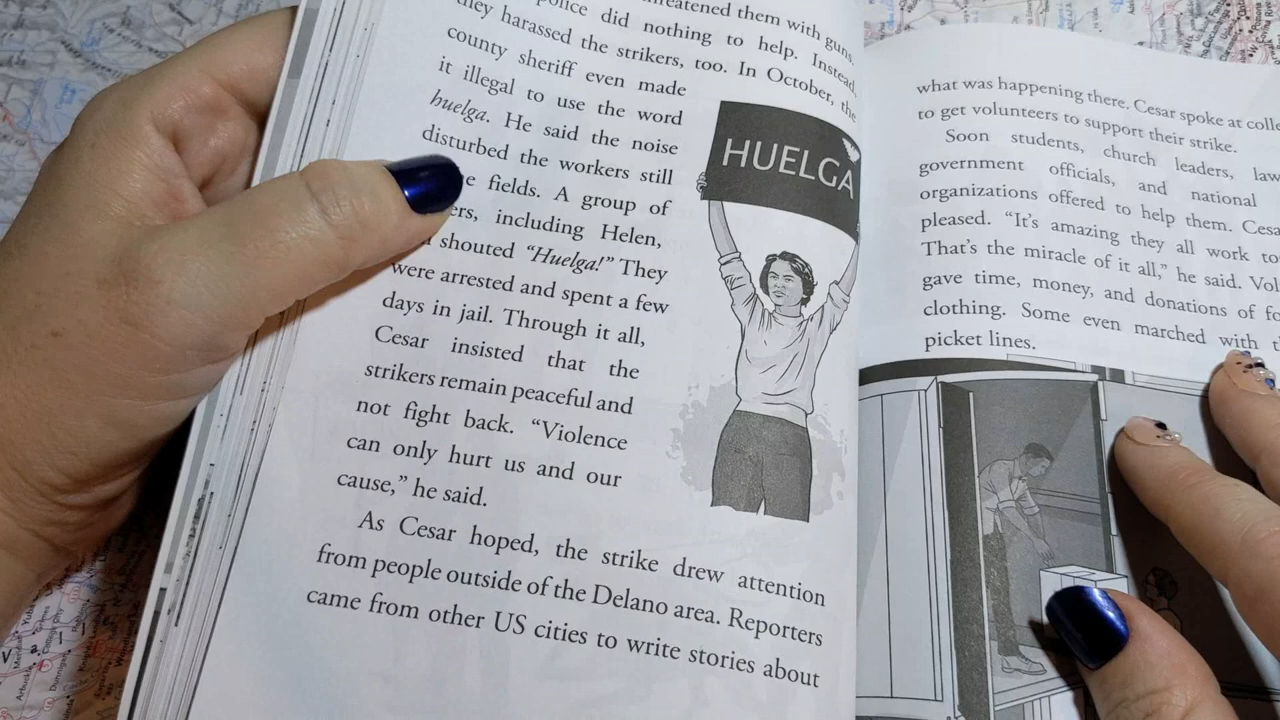 threatened them with guns.
police did nothing to help. Instead,
they harassed the strikers, too. In October, the
county sheriff even made
it illegal to use the word
huelga. He said the noise
disturbed the workers still
fields. A group of
including Helen,
shouted “Huelga!” They
were arrested and spent a few
days in jail. Through it all,
Cesar insisted that the
strikers remain peaceful and
not fight back. “Violence
can only hurt us and our
cause,” he said.
As Cesar hoped, the strike drew attention
from people outside of the Delano area. Reporters
came from other US cities to write stories about
HUELGA
what was happening there. Cesar spoke at
to get volunteers to support their strike.
Soon students, church leaders,
government officials, and national
organizations offered to help them.
pleased. “It’s amazing they all work
That’s the miracle of it all,” he said.
gave time, money, and donations of
clothing. Some even marched with
picket lines.